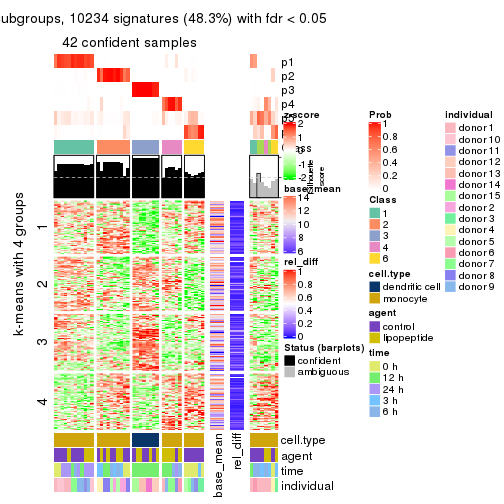 ubgroups, 10234 signatures (48.3%) with fdr < 0.05
42 confident samples
p1
p2
p3
p4
z-score
2
1
0
-1
-2
silhouette
score
base_mean
14
12
10
8
6
rel_diff
1
0.8
0.6
0.4
0.2
0
Status (barplots)
confident
ambiguous
Prob
1
0.8
0.6
0.4
0.2
0
Class
1
2
3
4
6
cell.type
dendritic cell
monocyte
agent
control
lipopeptide
time
0 h
12 h
24 h
3 h
6 h
individual
donor 1
donor 10
donor 11
donor 12
donor 13
donor 14
donor 15
donor 2
donor 3
donor 4
donor 5
donor 6
donor 7
donor 8
donor 9
k-means with 4 groups
1
2
3
4
base_mean
rel_diff
cell.type
agent
time
individual